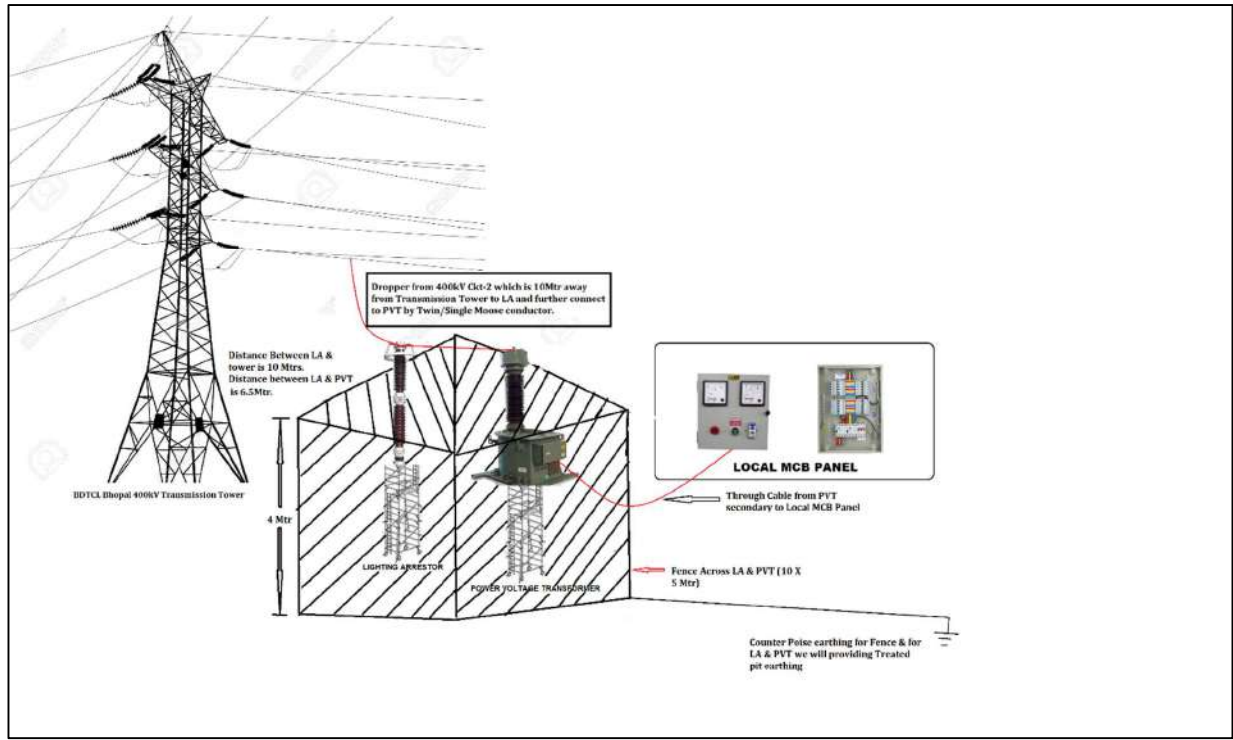 Dropper from 400kV Ckt-2 which is 10Mtr away
from Transmission Tower to LA and further connect
to PVT by Twin/Single Moose conductor.
Distance Between LA &
tower is 10 Mtrs.
Distance between LA & PVT
is 6.5Mtr.
LOCAL MCB PANEL
BDTCL Bhopal 400kV Transmission Tower
Through Cable from PVT
secondary to Local MCB Panel
4 Mtr
LIGHTING ARRESTOR
POWER VOLTAGE TRANSFORMER
Fence Across LA & PVT (10 X
5 Mtr)
Counter Poise earthing for Fence & for
LA & PVT we will providing Treated
pit earthing